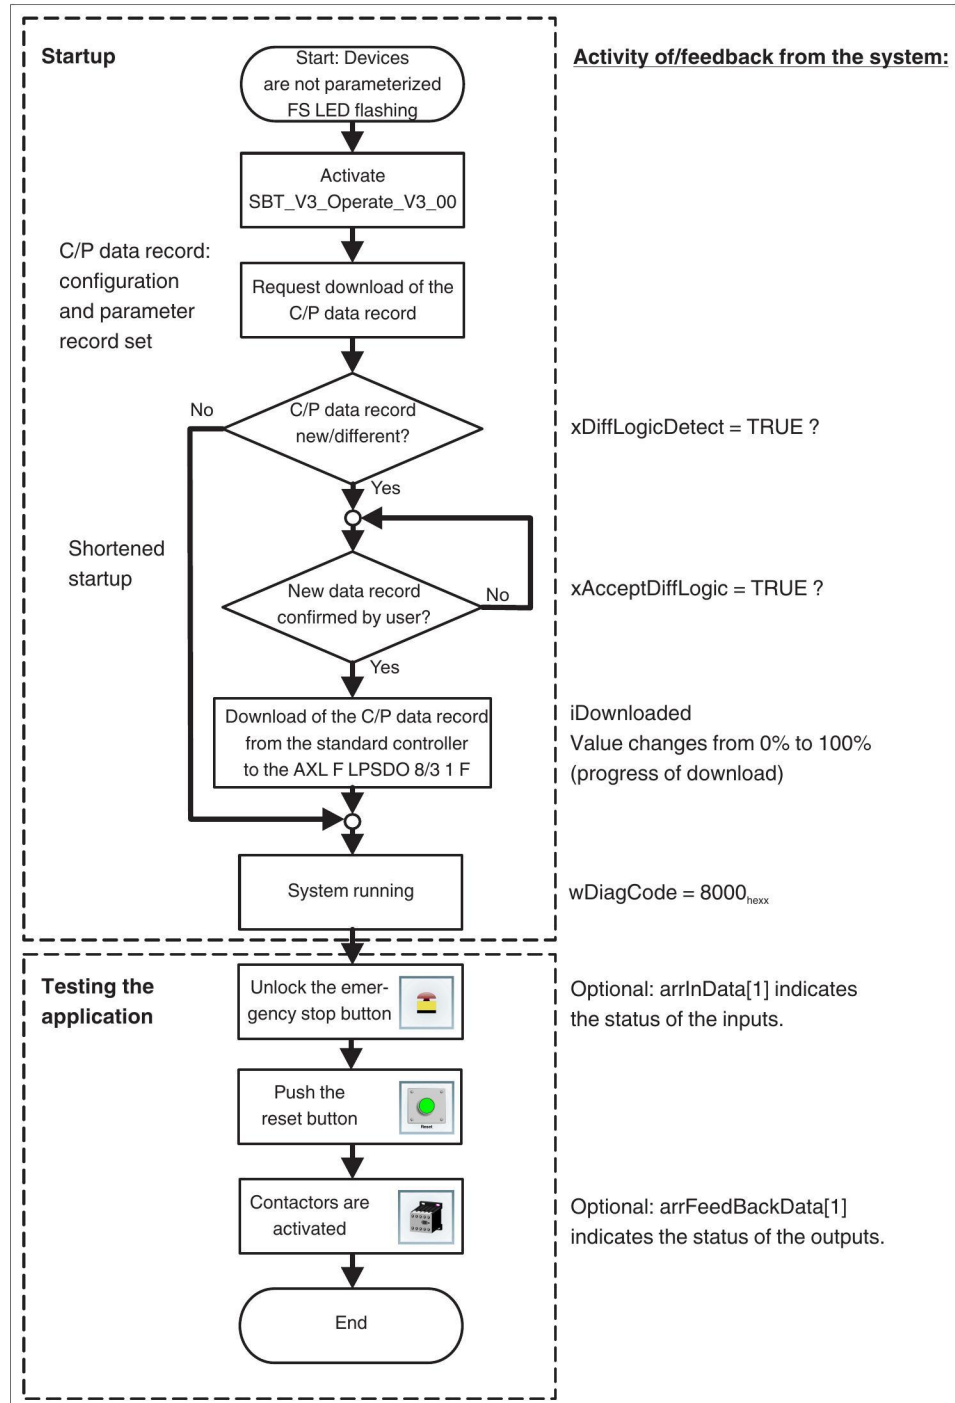 Startup
Activity of/feedback from the system:
Start: Devices
are not parameterized
FS LED flashing
Activate
SBT_V3_Operate_V3_00
C/P data record:
configuration
and parameter
record set
Request download of the
C/P data record
No
C/P data record
new/different?
xDiffLogicDetect = TRUE ?
Yes
Shortened
startup
New data record
confirmed by user?
No
xAcceptDiffLogic = TRUE ?
Yes
Download of the C/P data record
from the standard controller
to the AXL F LPSDO 8/3 1 F
iDownloaded
Value changes from 0% to 100%
(progress of download)
System running
wDiagCode = 8000hexx
Testing the
application
Unlock the emer-
gency stop button
Optional: arrInData[1] indicates
the status of the inputs.
Push the
reset button
Reset
Contactors are
activated
Optional: arrFeedBackData[1]
indicates the status of the outputs.
End